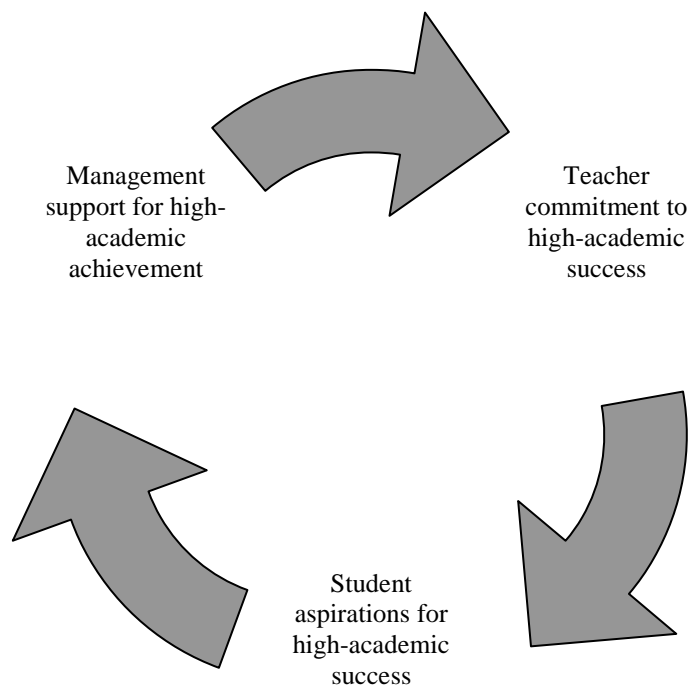 Management
support for high-
academic
achievement
Teacher
commitment to
high-academic
success
Student
aspirations for
high-academic
success